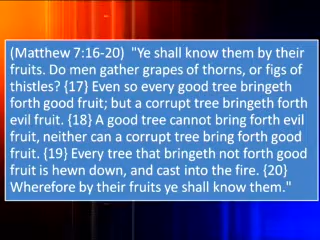 (Matthew 7:16-20)  "Ye shall know them by their
fruits. Do men gather grapes of thorns, or figs of
thistles? {17} Even so every good tree bringeth
forth good fruit; but a corrupt tree bringeth forth
evil fruit. {18} A good tree cannot bring forth evil
fruit, neither can a corrupt tree bring forth good
fruit. {19} Every tree that bringeth not forth good
fruit is hewn down, and cast into the fire. {20}
Wherefore by their fruits ye shall know them."